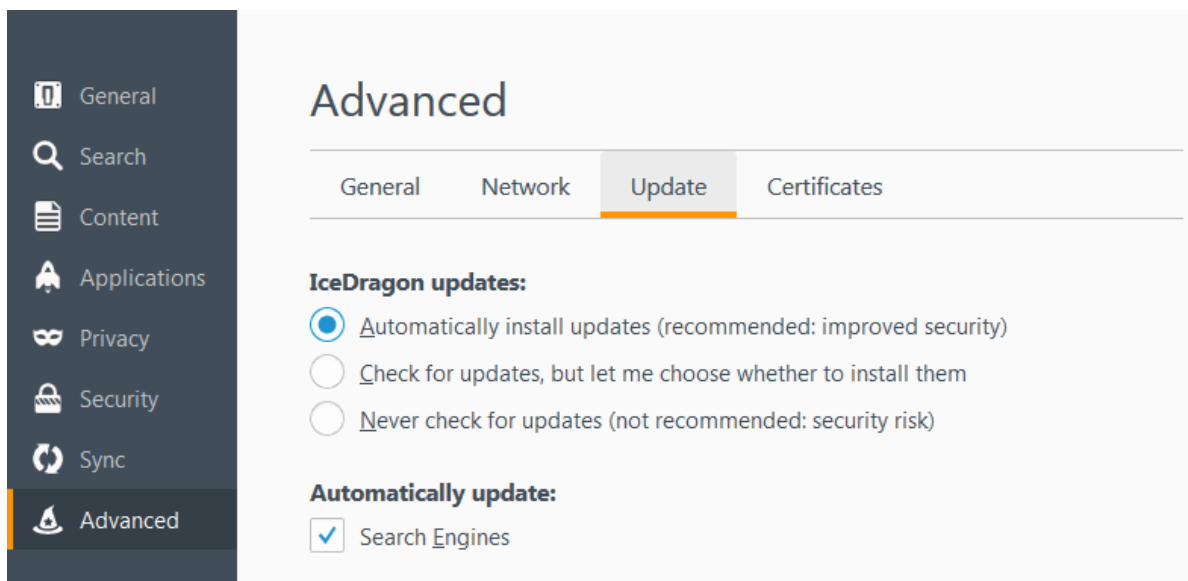 General
Search
Content
Applications
Privacy
Security
Sync
Advanced
Advanced
General Network Update Certificates
IceDragon updates:
Automatically install updates (recommended: improved security)
Check for updates, but let me choose whether to install them
Never check for updates (not recommended: security risk)
Automatically update:
Search Engines